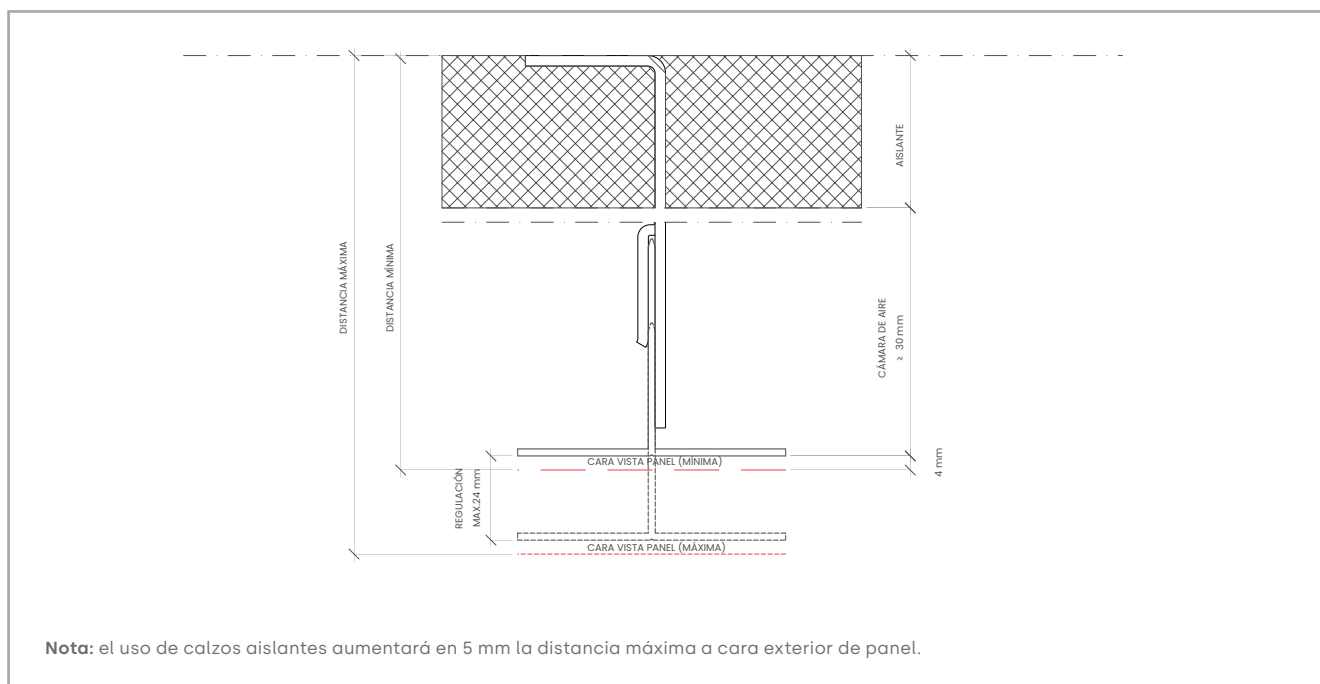 AISLANTE
DISTANCIA MÁXIMA
DISTANCIA MÍNIMA
CÁMARA DE AIRE
≥ 30 mm
CARA VISTA PANEL (MÍNIMA)
4 mm
REGULACIÓN
MAX.24 mm
CARA VISTA PANEL (MÁXIMA)
Nota: el uso de calzos aislantes aumentará en 5 mm la distancia máxima a cara exterior de panel.